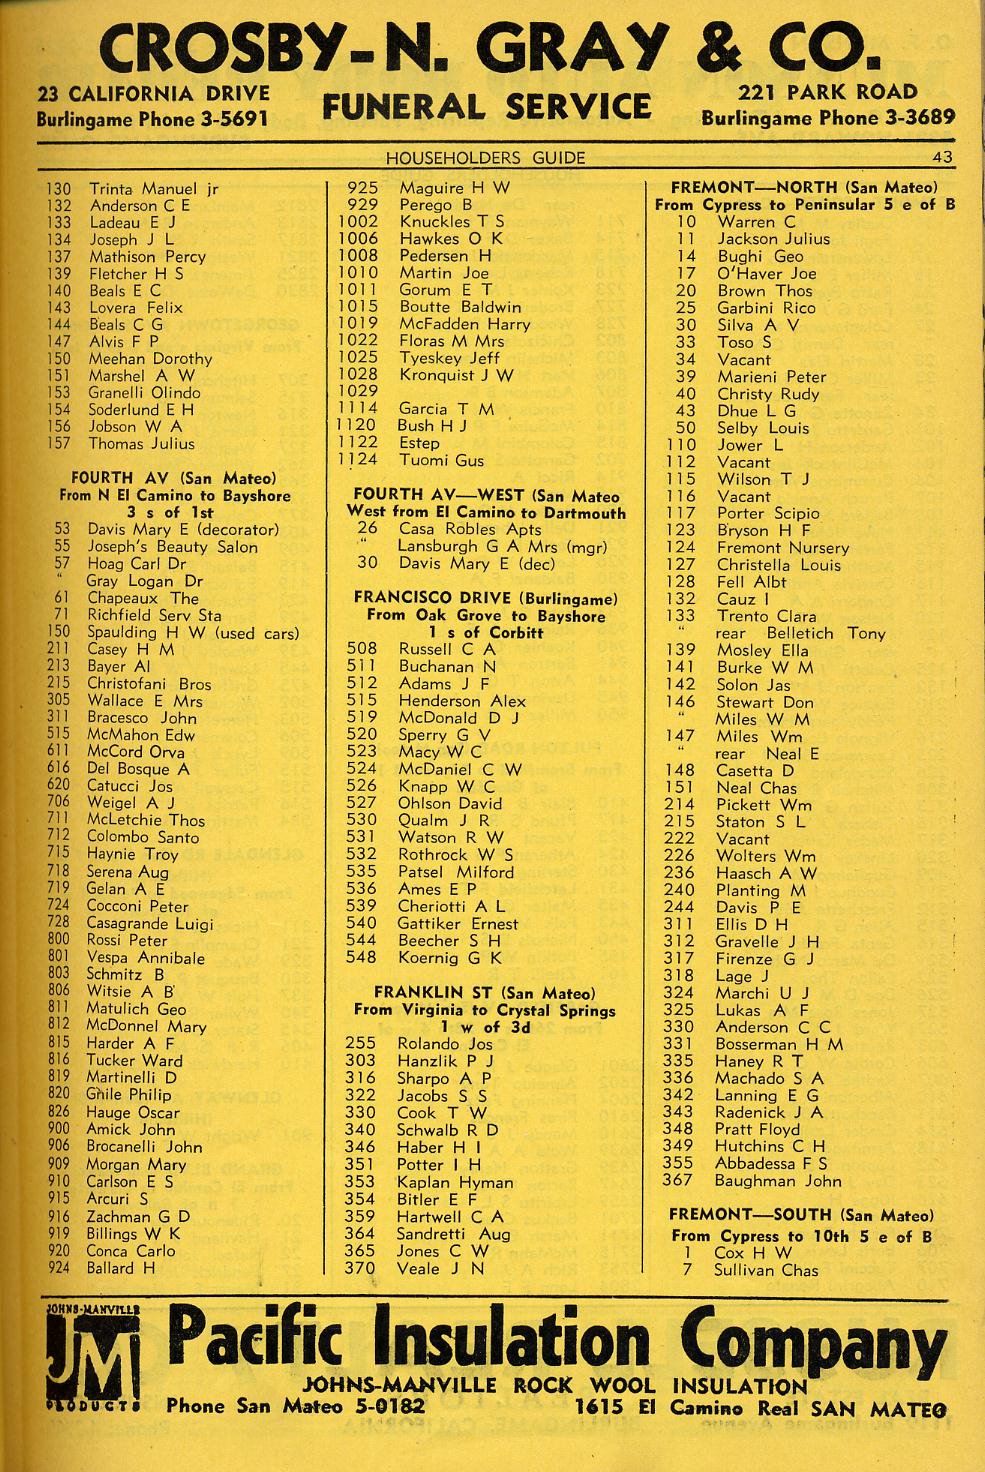 CROSBY-N. GRAY & CO.
23 CALIFORNIA DRIVE
Burlingame Phone 3-5691
FUNERAL SERVICE
221 PARK ROAD
Burlingame Phone 3-3689
HOUSEHOLDERS GUIDE 43
130 Trinta Manuel jr
132 Anderson C E
133 Ladeau E J
134 Joseph J L
137 Mathison Percy
139 Fletcher H S
140 Beals E C
143 Lovera Felix
144 Beals C G
147 Alvis F P
150 Meehan Dorothy
151 Marshel A W
153 Granelli Olindo
154 Soderlund E H
156 Jobson W A
157 Thomas Julius
FOURTH AV (San Mateo)
From N El Camino to Bayshore
3 s of 1st
53 Davis Mary E (decorator)
55 Joseph's Beauty Salon
57 Hoag Carl Dr
" Gray Logan Dr
61 Chapeaux The
71 Richfield Serv Sta
150 Spaulding H W (used cars)
211 Casey H M
213 Bayer Al
215 Christofani Bros
305 Wallace E Mrs
311 Bracesco John
515 McMahon Edw
611 McCord Orva
616 Del Bosque A
620 Catucci Jos
706 Weigel A J
711 McLetchie Thos
712 Colombo Santo
715 Haynie Troy
718 Serena Aug
719 Gelan A E
724 Cocconi Peter
728 Casagrande Luigi
800 Rossi Peter
801 Vespa Annibale
803 Schmitz B
806 Witsie A B
811 Matulich Geo
812 McDonnel Mary
815 Harder A F
816 Tucker Ward
819 Martinelli D
820 Ghile Philip
826 Hauge Oscar
900 Amick John
906 Brocanelli John
909 Morgan Mary
910 Carlson E S
915 Arcuri S
916 Zachman G D
919 Billings W K
920 Conca Carlo
924 Ballard H
925 Maguire H W
929 Perego B
1002 Knuckles T S
1006 Hawkes O K
1008 Pedersen H
1010 Martin Joe
1011 Gorum E T
1015 Boutte Baldwin
1019 McFadden Harry
1022 Floras M Mrs
1025 Tyeskey Jeff
1028 Kronquist J W
1029
1114 Garcia T M
1120 Bush H J
1122 Estep
1124 Tuomi Gus
FOURTH AV—WEST (San Mateo
West from El Camino to Dartmouth
26 Casa Robles Apts
" Lansburgh G A Mrs (mgr)
30 Davis Mary E (dec)
FRANCISCO DRIVE (Burlingame)
From Oak Grove to Bayshore
1 s of Corbitt
508 Russell C A
511 Buchanan N
512 Adams J F
515 Henderson Alex
519 McDonald D J
520 Sperry G V
523 Macy W C
524 McDaniel C W
526 Knapp W C
527 Ohlson David
530 Qualm J R
531 Watson R W
532 Rothrock W S
535 Patsel Milford
536 Ames E P
539 Cheriotti A L
540 Gattiker Ernest
544 Beecher S H
548 Koernig G K
FRANKLIN ST (San Mateo)
From Virginia to Crystal Springs
1 w of 3d
255 Rolando Jos
303 Hanzlik P J
316 Sharpo A P
322 Jacobs S S
330 Cook T W
340 Schwalb R D
346 Haber H I
351 Potter I H
353 Kaplan Hyman
354 Bitler E F
359 Hartwell C A
364 Sandretti Aug
365 Jones C W
370 Veale J N
FREMONT—NORTH (San Mateo)
From Cypress to Peninsular 5 e of B
10 Warren C
11 Jackson Julius
14 Bughi Geo
17 O'Haver Joe
20 Brown Thos
25 Garbini Rico
30 Silva A V
33 Toso S
34 Vacant
39 Marieni Peter
40 Christy Rudy
43 Dhue L G
50 Selby Louis
110 Jower L
112 Vacant
115 Wilson T J
116 Vacant
117 Porter Scipio
123 Bryson H F
124 Fremont Nursery
127 Christella Louis
128 Fell Albt
132 Cauz I
133 Trento Clara
" rear Belletich Tony
139 Mosley Ella
141 Burke W M
142 Solon Jas
146 Stewart Don
" Miles W M
147 Miles Wm
" rear Neal E
148 Casetta D
151 Neal Chas
214 Pickett Wm
215 Staton S L
222 Vacant
226 Wolters Wm
236 Haasch A W
240 Planting M
244 Davis P E
311 Ellis D H
312 Gravelle J H
317 Firenze G J
318 Lage J
324 Marchi U J
325 Lukas A F
330 Anderson C C
331 Bosserman H M
335 Haney R T
336 Machado S A
342 Lanning E G
343 Radenick J A
348 Pratt Floyd
349 Hutchins C H
355 Abbadessa F S
367 Baughman John
FREMONT—SOUTH (San Mateo)
From Cypress to 10th 5 e of B
1 Cox H W
7 Sullivan Chas
JOHNS-MANVILLE
JM
PRODUCTS
Pacific Insulation Company
JOHNS-MANVILLE ROCK WOOL INSULATION
Phone San Mateo 5-0182 1615 El Camino Real SAN MATEO